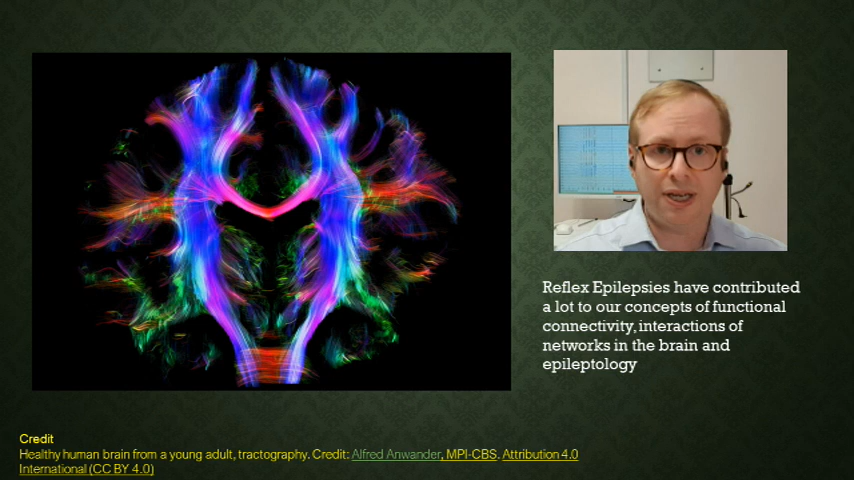 Reflex Epilepsies have contributed
a lot to our concepts of functional
connectivity, interactions of
networks in the brain and
epileptology
Credit
Healthy human brain from a young adult, tractography. Credit: Alfred Anwander, MPI-CBS. Attribution 4.0
International (CC BY 4.0)